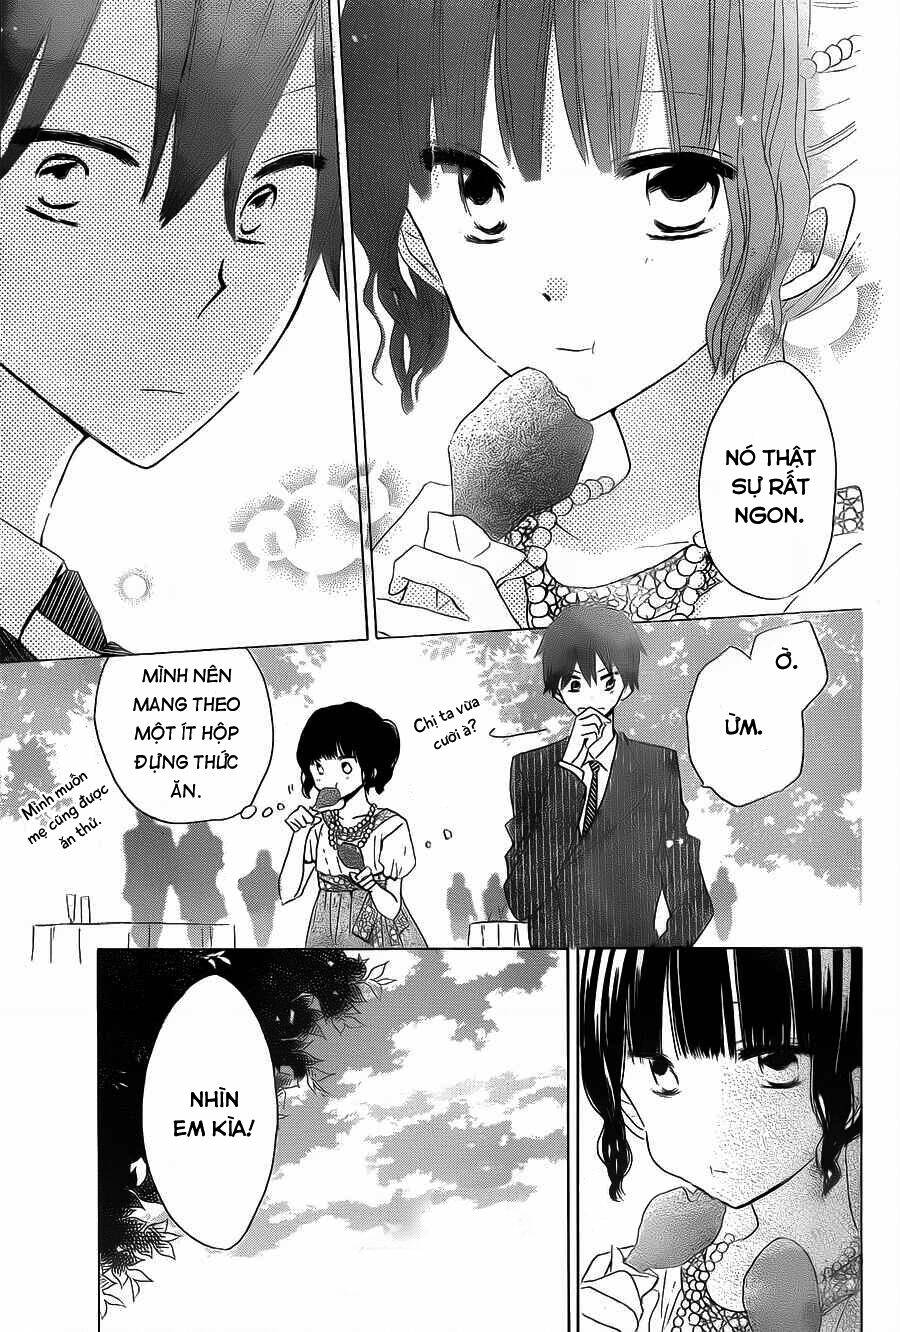 NÓ THẬT
SỰ RẤT
NGON.
Ờ.
ỪM.
Chị ta vừa
cười à?
MÌNH NÊN
MANG THEO
MỘT ÍT HỘP
ĐỰNG THỨC
ĂN.
Mình muốn
mẹ cũng được
ăn thử.
NHÌN
EM KÌA!